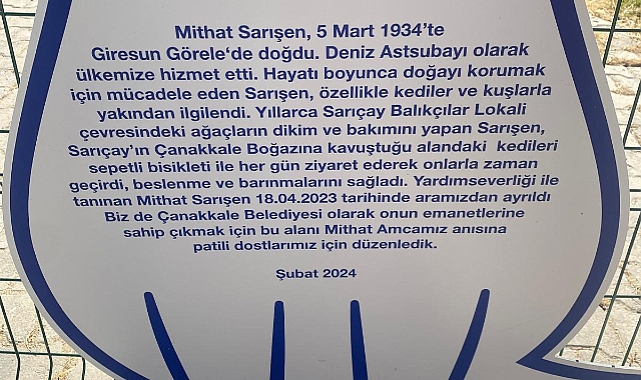 Mithat Sarışen, 5 Mart 1934’te
Giresun Görele‘de doğdu. Deniz Astsubayı olarak
ülkemize hizmet etti. Hayatı boyunca doğayı korumak
için mücadele eden Sarışen, özellikle kediler ve kuşlarla
yakından ilgilendi. Yıllarca Sarıçay Balıkçılar Lokali
çevresindeki ağaçların dikim ve bakımını yapan Sarışen,
Sarıçay’ın Çanakkale Boğazına kavuştuğu alandaki kedileri
sepetli bisikleti ile her gün ziyaret ederek onlarla zaman
geçirdi, beslenme ve barınmalarını sağladı. Yardımseverliği ile
tanınan Mithat Sarışen 18.04.2023 tarihinde aramızdan ayrıldı
Biz de Çanakkale Belediyesi olarak onun emanetlerine
sahip çıkmak için bu alanı Mithat Amcamız anısına
patili dostlarımız için düzenledik.
Şubat 2024